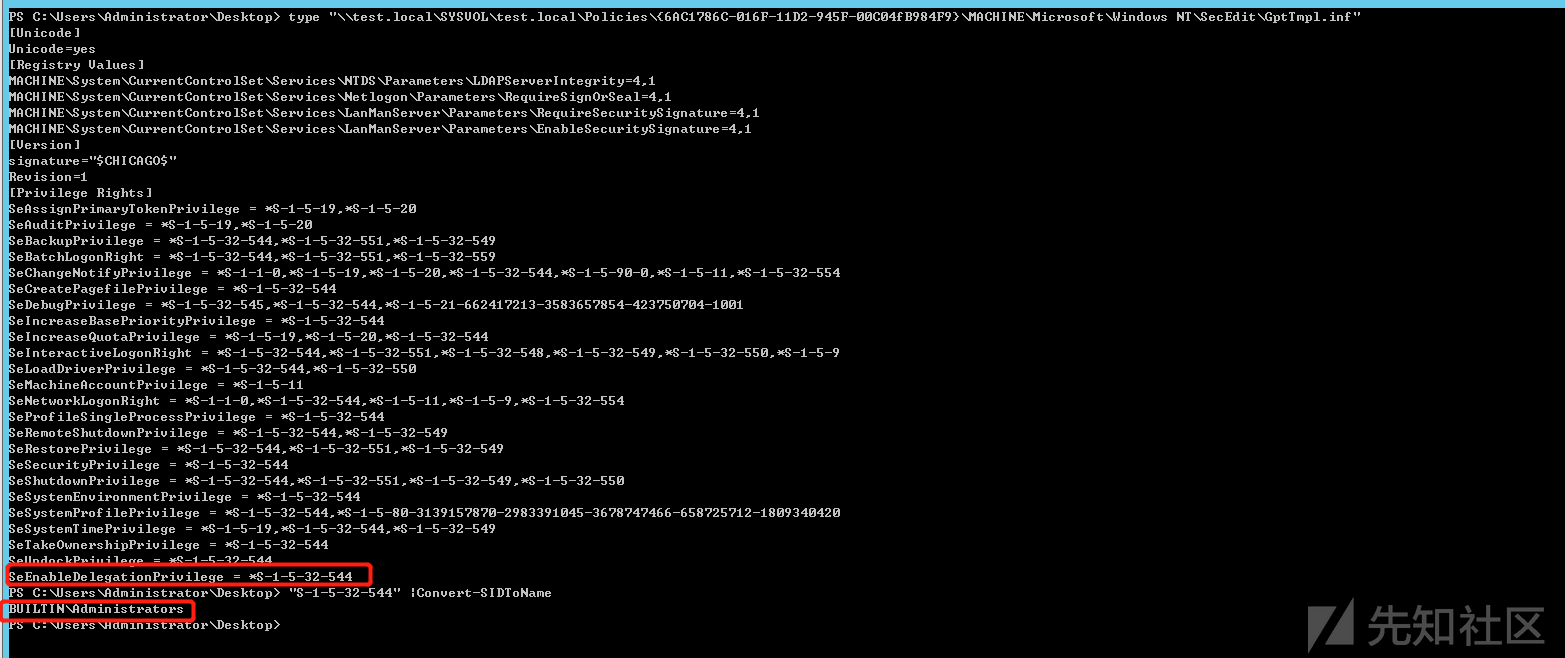 PS C:\Users\Administrator\Desktop> type "\\test.local\SYSVOL\test.local\Policies\{6AC1786C-016F-11D2-945F-00C04fB984F9}\MACHINE\Microsoft\Windows NT\SecEdit\GptTmpl.inf"
[Unicode]
Unicode=yes
[Registry Values]
MACHINE\System\CurrentControlSet\Services\NTDS\Parameters\LDAPServerIntegrity=4,1
MACHINE\System\CurrentControlSet\Services\Netlogon\Parameters\RequireSignOrSeal=4,1
MACHINE\System\CurrentControlSet\Services\LanManServer\Parameters\RequireSecuritySignature=4,1
MACHINE\System\CurrentControlSet\Services\LanManServer\Parameters\EnableSecuritySignature=4,1
[Version]
signature="$CHICAGO$"
Revision=1
[Privilege Rights]
SeAssignPrimaryTokenPrivilege = *S-1-5-19,*S-1-5-20
SeAuditPrivilege = *S-1-5-19,*S-1-5-20
SeBackupPrivilege = *S-1-5-32-544,*S-1-5-32-551,*S-1-5-32-549
SeBatchLogonRight = *S-1-5-32-544,*S-1-5-32-551,*S-1-5-32-559
SeChangeNotifyPrivilege = *S-1-1-0,*S-1-5-19,*S-1-5-20,*S-1-5-32-544,*S-1-5-90-0,*S-1-5-11,*S-1-5-32-554
SeCreatePagefilePrivilege = *S-1-5-32-544
SeDebugPrivilege = *S-1-5-32-545,*S-1-5-32-544,*S-1-5-21-662417213-3583657854-423750704-1001
SeIncreaseBasePriorityPrivilege = *S-1-5-32-544
SeIncreaseQuotaPrivilege = *S-1-5-19,*S-1-5-20,*S-1-5-32-544
SeInteractiveLogonRight = *S-1-5-32-544,*S-1-5-32-551,*S-1-5-32-548,*S-1-5-32-549,*S-1-5-32-550,*S-1-5-9
SeLoadDriverPrivilege = *S-1-5-32-544,*S-1-5-32-550
SeMachineAccountPrivilege = *S-1-5-11
SeNetworkLogonRight = *S-1-1-0,*S-1-5-32-544,*S-1-5-11,*S-1-5-9,*S-1-5-32-554
SeProfileSingleProcessPrivilege = *S-1-5-32-544
SeRemoteShutdownPrivilege = *S-1-5-32-544,*S-1-5-32-549
SeRestorePrivilege = *S-1-5-32-544,*S-1-5-32-551,*S-1-5-32-549
SeSecurityPrivilege = *S-1-5-32-544
SeShutdownPrivilege = *S-1-5-32-544,*S-1-5-32-551,*S-1-5-32-549,*S-1-5-32-550
SeSystemEnvironmentPrivilege = *S-1-5-32-544
SeSystemProfilePrivilege = *S-1-5-32-544,*S-1-5-80-3139157870-2983391045-3678747466-658725712-1809340420
SeSystemTimePrivilege = *S-1-5-19,*S-1-5-32-544,*S-1-5-32-549
SeTakeOwnershipPrivilege = *S-1-5-32-544
SeUndockPrivilege = *S-1-5-32-544
SeEnableDelegationPrivilege = *S-1-5-32-544
PS C:\Users\Administrator\Desktop> "S-1-5-32-544" |Convert-SIDToName
BUILTIN\Administrators
PS C:\Users\Administrator\Desktop>
先知社区